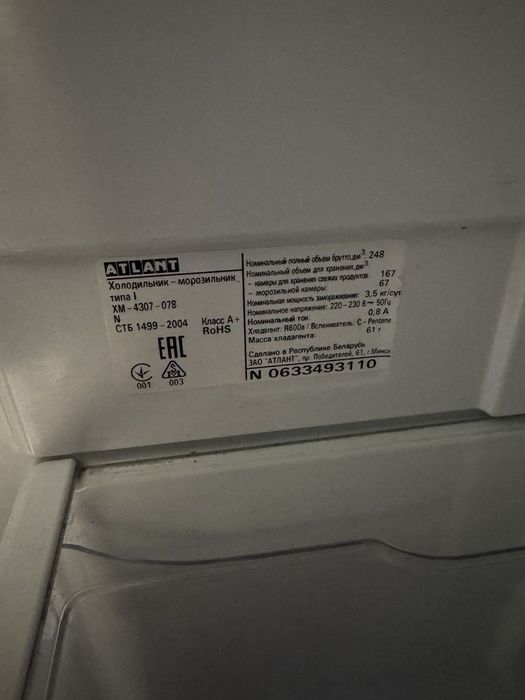 ATLANT
Холодильник-морозильник
типа I
ХМ-4307-078
N
СТБ 1499-2004
Класс А+
RoHS
EAC
001
003
Номинальный полный объем брутто,дм³: 248
Номинальный объем для хранения,дм³:
- камеры для хранения свежих продуктов: 167
- морозильной камеры: 67
Номинальная мощность замораживания: 3,5 кг/сут
Номинальное напряжение: 220-230 В ~ 50Гц
Номинальный ток 0,8 А
Хладагент: R600a / Вспениватель: C - Pentane
Масса хладагента: 61 г
Сделано в Республике Беларусь
ЗАО "АТЛАНТ", пр. Победителей, 61, г.Минск
N 0633493110